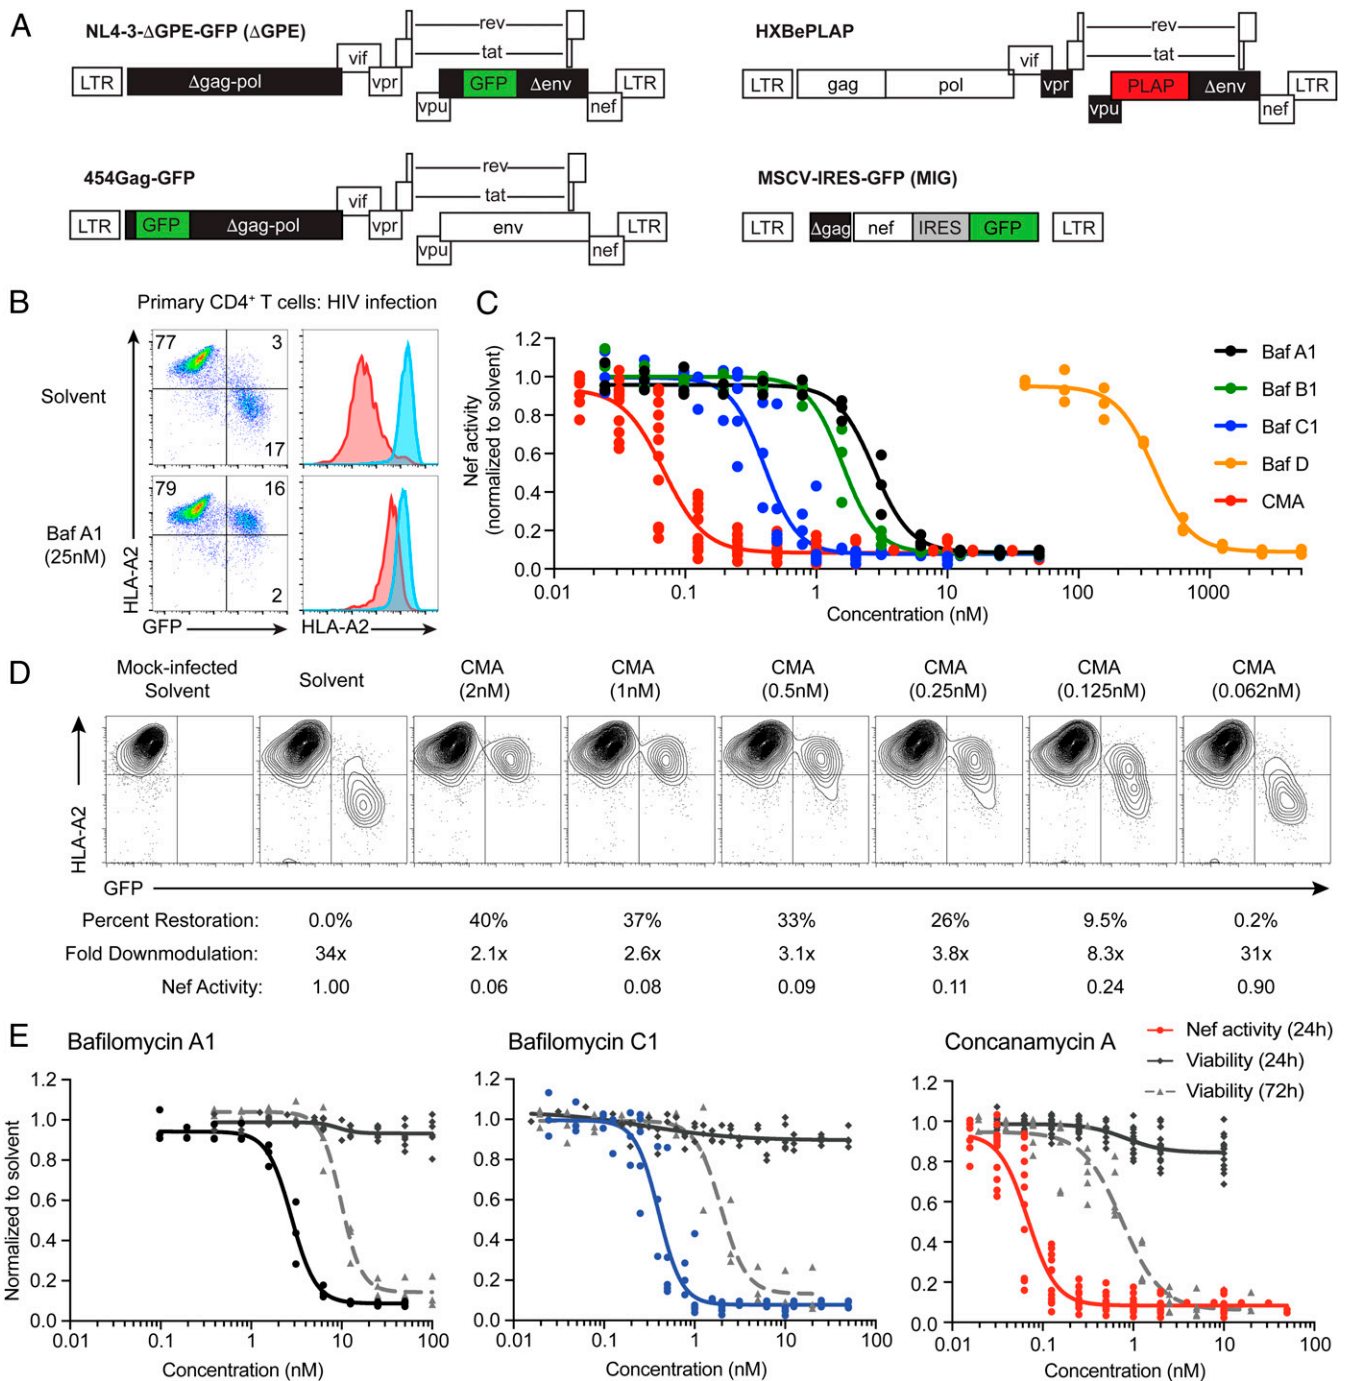 A
NL4-3-ΔGPE-GFP (ΔGPE)
rev
tat
vif
LTR
Δgag-pol
vpr
GFP
Δenv
LTR
vpu
nef
HXBePLAP
rev
tat
vif
LTR
gag
pol
vpr
PLAP
Δenv
LTR
vpu
nef
454Gag-GFP
rev
tat
vif
LTR
GFP
Δgag-pol
vpr
env
LTR
vpu
nef
MSCV-IRES-GFP (MIG)
LTR
Δgag
nef
IRES
GFP
LTR
B
Primary CD4⁺ T cells: HIV infection
Solvent
77
3
17
Baf A1
(25nM)
79
16
2
HLA-A2
GFP
HLA-A2
C
Nef activity
(normalized to solvent)
1.2
1.0
0.8
0.6
0.4
0.2
0.0
0.01
0.1
1
10
100
1000
Concentration (nM)
Baf A1
Baf B1
Baf C1
Baf D
CMA
D
Mock-infected
Solvent
Solvent
CMA
(2nM)
CMA
(1nM)
CMA
(0.5nM)
CMA
(0.25nM)
CMA
(0.125nM)
CMA
(0.062nM)
HLA-A2
GFP
Percent Restoration: 0.0% 40% 37% 33% 26% 9.5% 0.2%
Fold Downmodulation: 34x 2.1x 2.6x 3.1x 3.8x 8.3x 31x
Nef Activity: 1.00 0.06 0.08 0.09 0.11 0.24 0.90
E
Bafilomycin A1
Normalized to solvent
1.2
1.0
0.8
0.6
0.4
0.2
0.0
0.01
0.1
1
10
100
Concentration (nM)
Bafilomycin C1
1.2
1.0
0.8
0.6
0.4
0.2
0.0
0.01
0.1
1
10
100
Concentration (nM)
Concanamycin A
Nef activity (24h)
Viability (24h)
Viability (72h)
1.2
1.0
0.8
0.6
0.4
0.2
0.0
0.01
0.1
1
10
100
Concentration (nM)